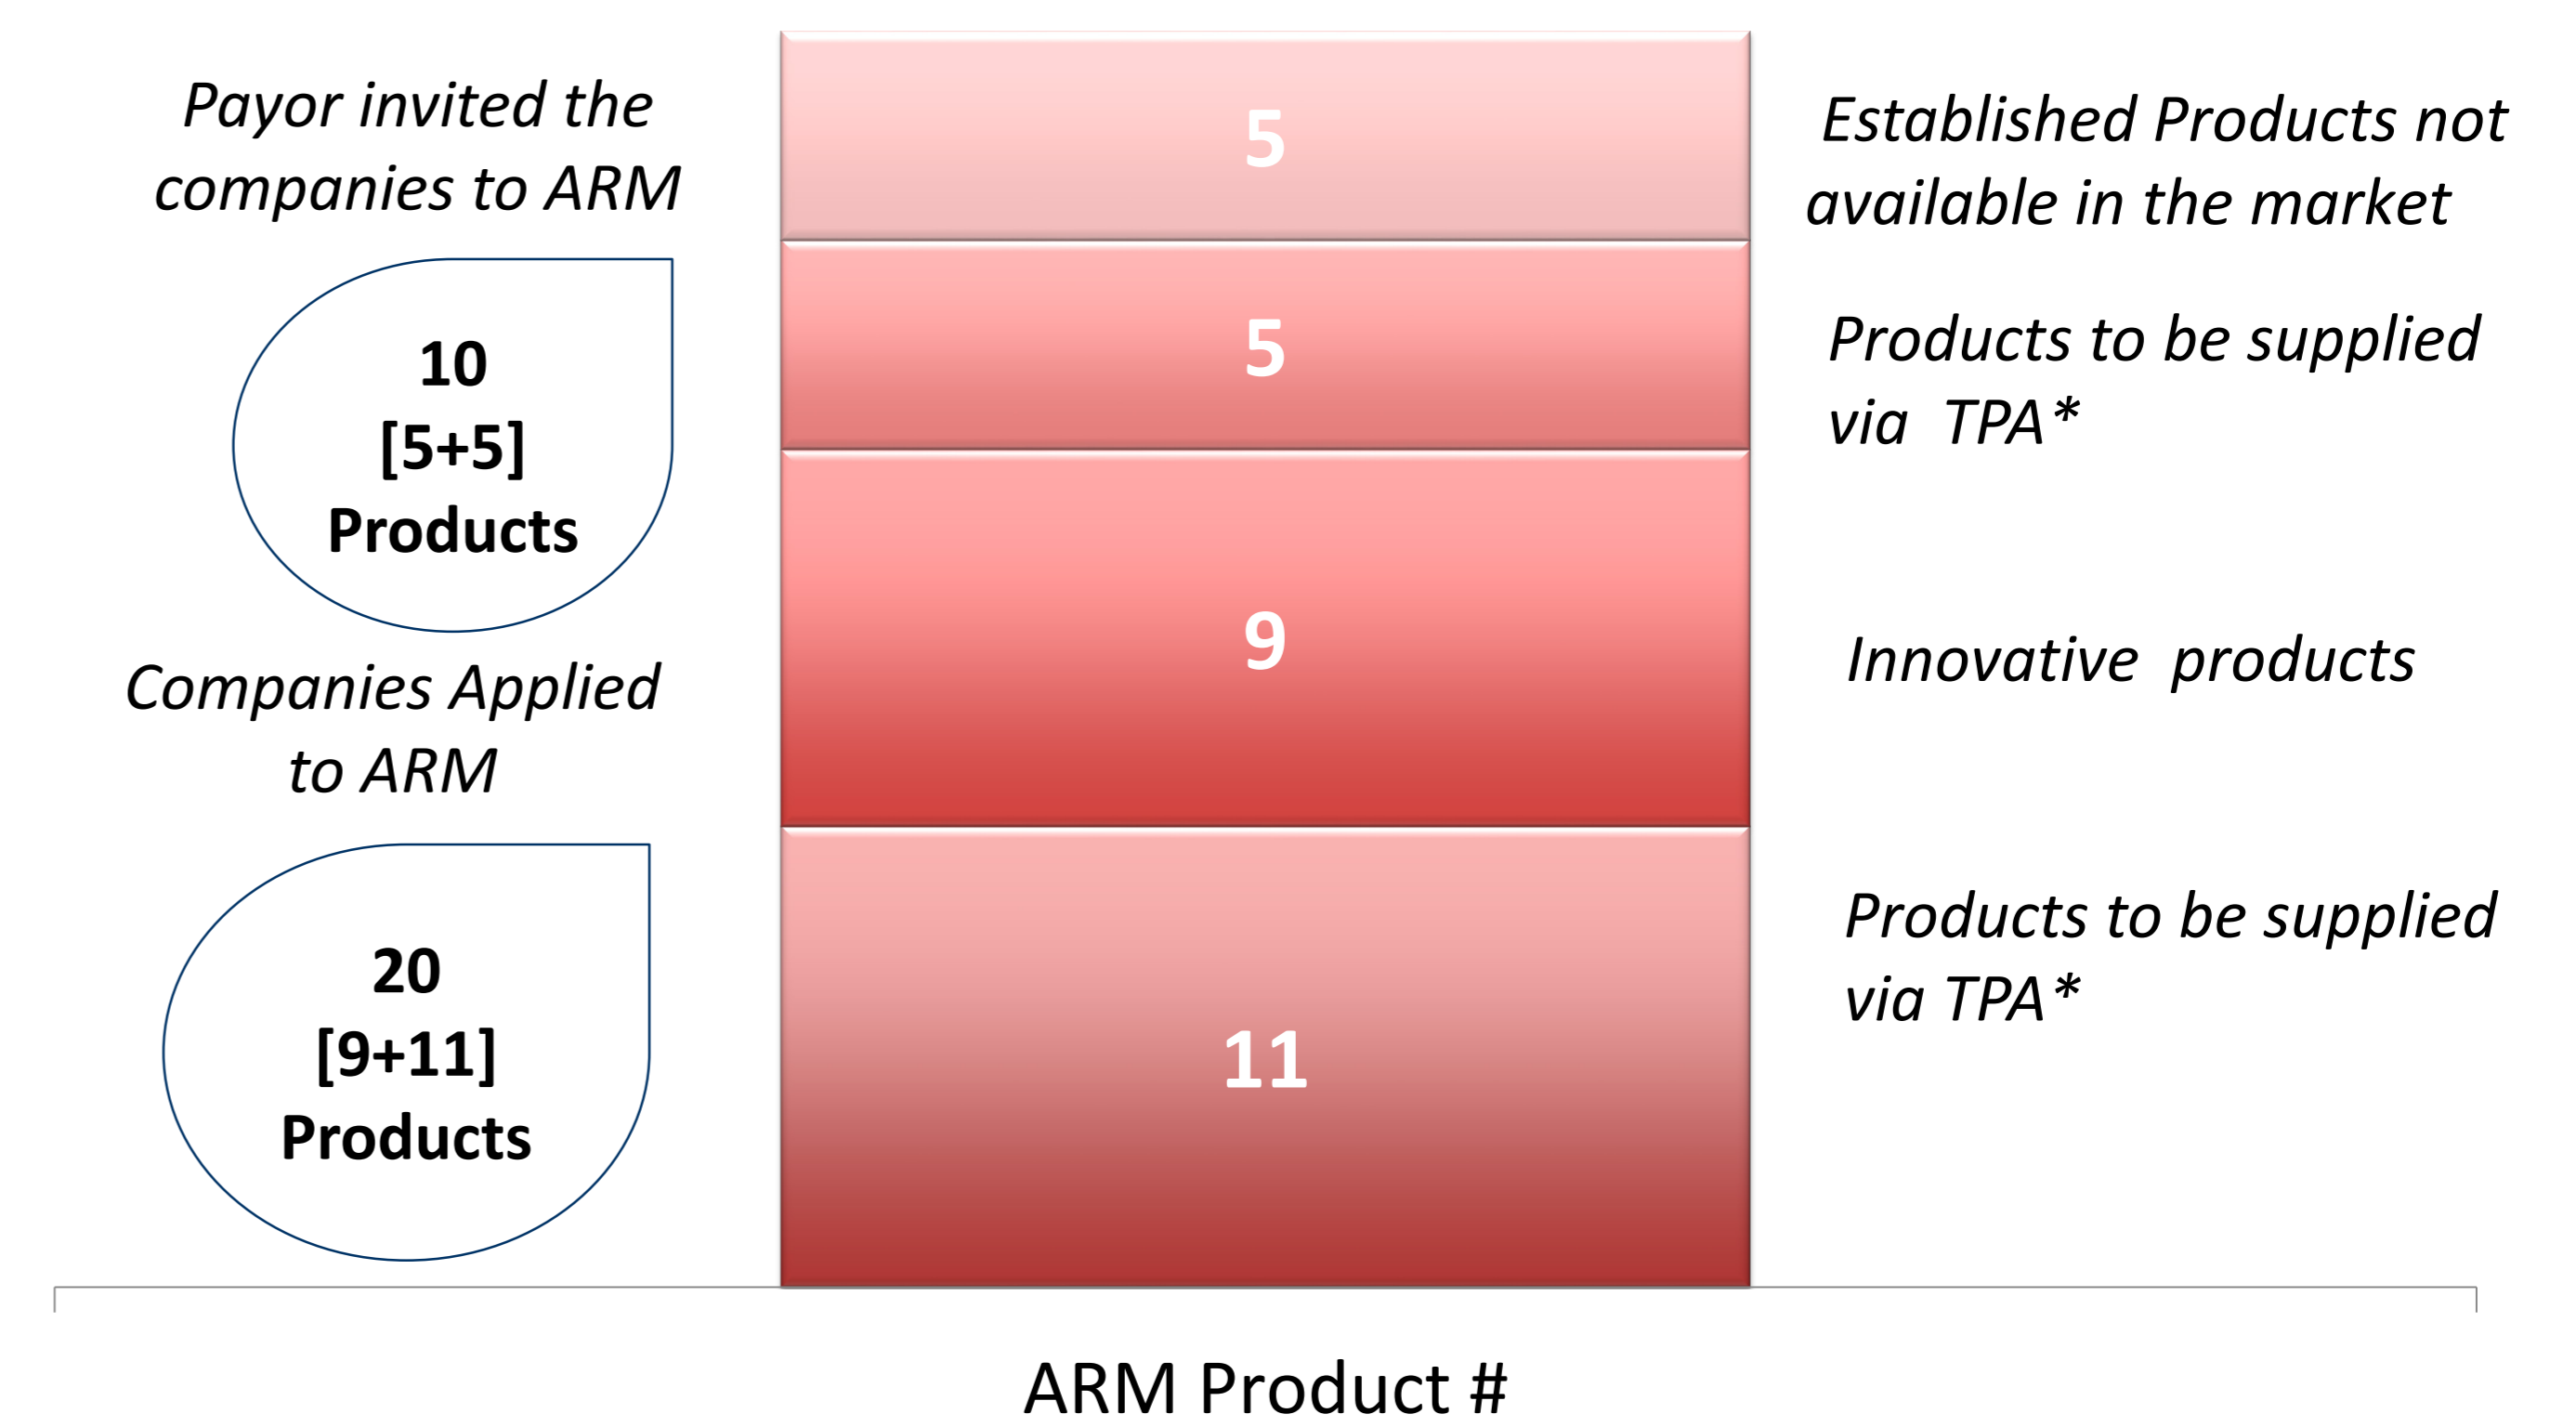 Payor invited the
companies to ARM
10
[5+5]
Products
Companies Applied
to ARM
20
[9+11]
Products
5
5
9
11
Established Products not
available in the market
Products to be supplied
via TPA*
Innovative products
Products to be supplied
via TPA*
ARM Product #